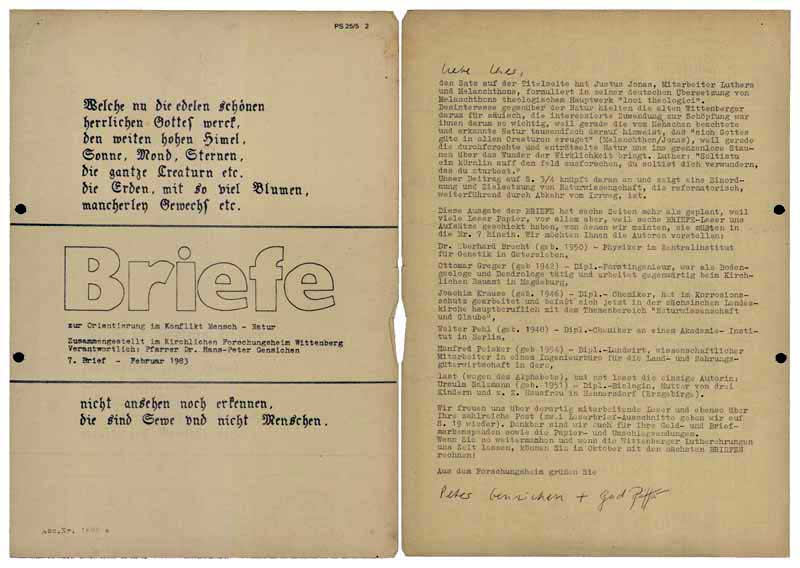 PS 25/5 2
Welche nu die edelen schönen
herrlichen Gottes werck,
den weiten hohen Himel,
Sonne, Mond, Sternen,
die gantze Creaturn etc.
die Erden, mit so viel Blumen,
mancherley Gewechs etc.
Briefe
zur Orientierung im Konflikt Mensch - Natur
Zusammengestellt im Kirchlichen Forschungsheim Wittenberg
Verantwortlich: Pfarrer Dr. Hans-Peter Gensichen
7. Brief - Februar 1983
nicht ansehen noch erkennen,
die sind Sewe vnd nicht Menschen.
Liebe Leser,
den Satz auf der Titelseite hat Justus Jonas, Mitarbeiter Luthers
und Melanchthons, formuliert in seiner deutschen Übersetzung von
Melanchthons theologischem Hauptwerk "loci theologici".
Desinteresse gegenüber der Natur hielten die alten Wittenberger
darum für säuisch, die interessierte Zuwendung zur Schöpfung war
ihnen darum so wichtig, weil gerade die vom Menschen beachtete
und erkannte Natur tausendfach darauf hinweist, das "sich Gottes
güte in allen Creaturen erzeuget" (Melanchthon/Jonas), weil gerade
die durchforschte und enträtselte Natur uns ins grenzenlose Stau-
nen über das Wunder der Wirklichkeit bringt. Luther: "Soltistu
ein körnlin auf dem feld ausforschen, du soltist dich verwundern,
das du sturbest."
Unser Beitrag auf S. 3/4 knüpft daran an und zeigt eine Einord-
nung und Zielsetzung von Naturwissenschaft, die reformatorisch,
weiterführend durch Abkehr vom Irrweg, ist.
Diese Ausgabe der BRIEFE hat sechs Seiten mehr als geplant, weil
viele Leser Papier, vor allem aber, weil sechs BRIEFE-Leser uns
Aufsätze geschickt haben, von denen wir meinten, sie müßten in
die Nr. 7 hinein. Wir möchten Ihnen die Autoren vorstellen:
Dr. Eberhard Brecht (geb. 1950) - Physiker im Zentralinstitut
für Genetik in Gatersleben,
Ottomar Greger (geb 1942) - Dipl.-Forstingenieur, war als Boden-
geologe und Dendrologe tätig und arbeitet gegenwärtig beim Kirch-
lichen Bauamt in Magdeburg,
Joachim Krause (geb. 1946) - Dipl.- Chemiker, hat im Korrosions-
schutz gearbeitet und befaßt sich jetzt in der sächsischen Landes-
kirche hauptberuflich mit dem Themenbereich "Naturwissenschaft
und Glaube",
Walter Pohl (geb. 1948) - Dipl.-Chemiker an einem Akademie- Insti-
tut in Berlin,
Manfred Peisker (geb 1954) - Dipl.-Landwirt, wissenschaftlicher
Mitarbeiter in einem Ingenieurbüro für die Land- und Nahrungs-
güterwirtschaft in Gera,
last (wegen des Alphabets), but not least die einzige Autorin:
Ursula Salzmann (geb. 1951) - Dipl.-Biologin, Mutter von drei
Kindern und z. Hausfrau in Hennersdorf (Erzgebirge).
Wir freuen uns über derartig mitarbeitende Leser und ebenso über
Ihre zahlreiche Post (zwei Leserbrief-Ausschnitte geben wir auf
S. 19 wieder). Dankbar sind wir auch für Ihre Geld- und Brief-
markenspenden sowie die Papier- und Umschlagsendungen.
Wenn Sie so weitermachen und wenn die Wittenberger Lutherehrungen
uns Zeit lassen, können Sie im Oktober mit den nächsten BRIEFEN
rechnen!
Aus dem Forschungsheim grüßen Sie
Peter Gensichen + Gerd